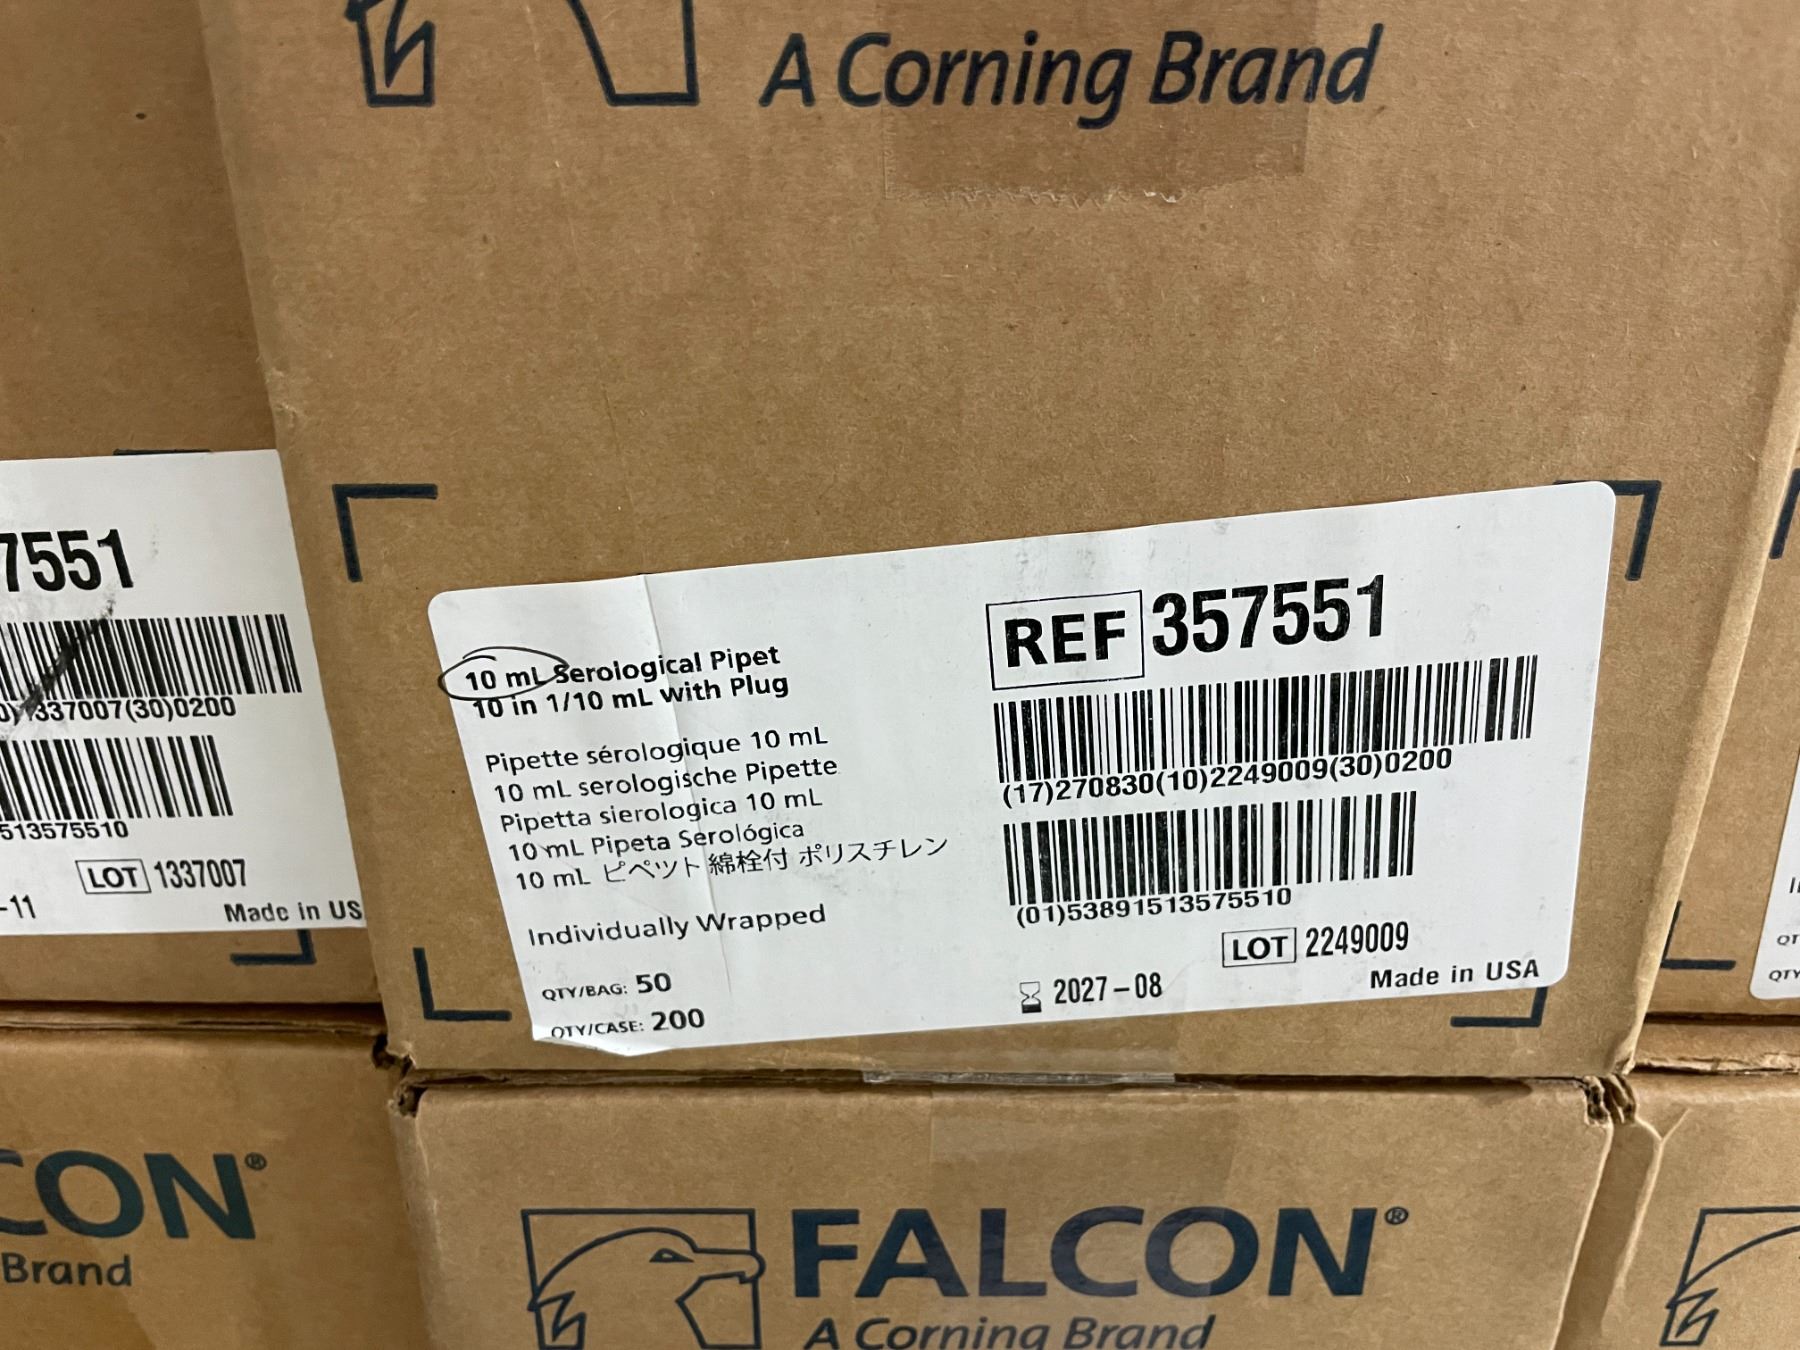 A Corning Brand
7551
337007(30)0200
513575510
LOT 1337007
-11
Made in US
10 mL Serological Pipet
10 in 1/10 mL With Plug
Pipette sérologique 10 mL
10 mL serologische Pipette
Pipetta sierologica 10 mL
10 mL Pipeta Serológica
10 mL ピペット 綿栓付 ポリスチレン
Individually Wrapped
QTY/BAG: 50
QTY/CASE: 200
REF 357551
(17)270830(10)2249009(30)0200
(01)53891513575510
LOT 2249009
2027-08
Made in USA
QTY
CON®
Brand
FALCON®
A Corning Brand